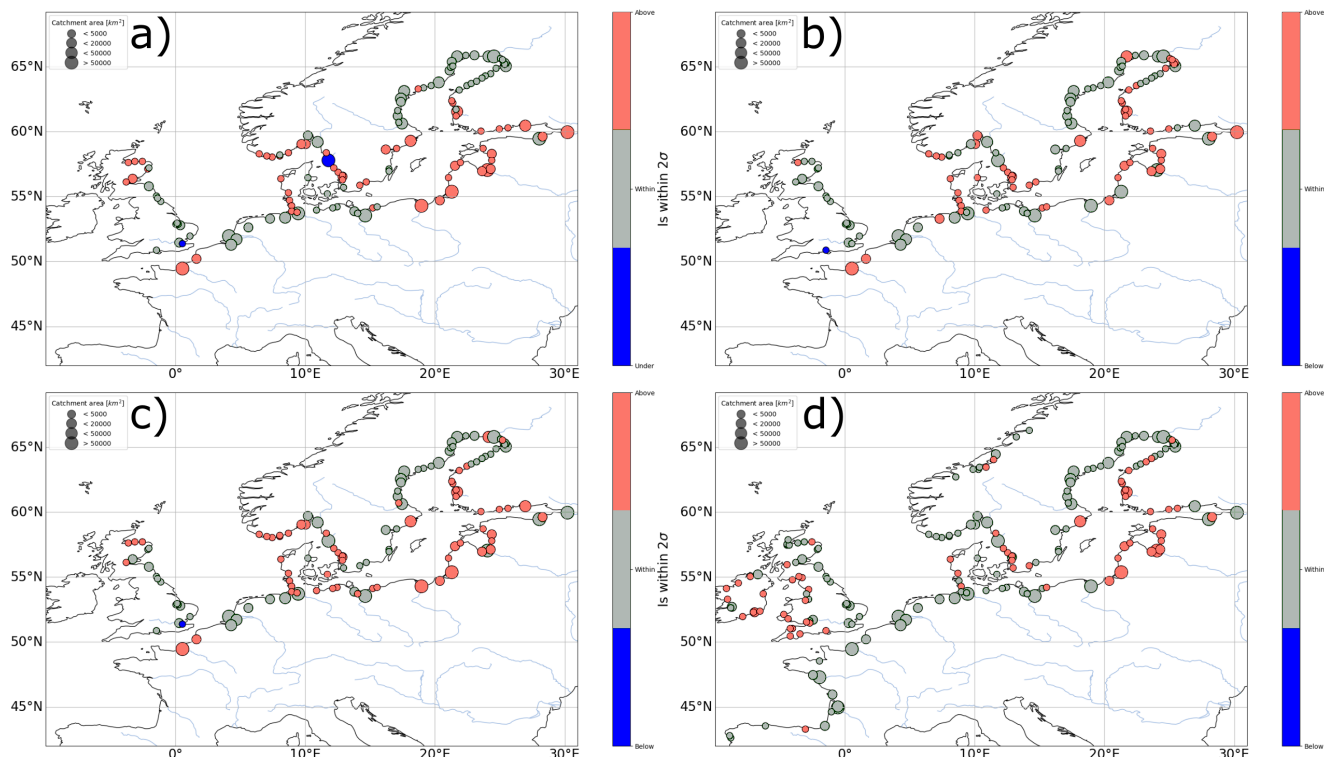 Catchment area [km²]
< 5000
< 20000
< 50000
> 50000
a)
65°N
60°N
55°N
50°N
45°N
0°
10°E
20°E
30°E
Above
Within
Under
Catchment area [km²]
< 5000
< 20000
< 50000
> 50000
b)
Is within 2σ
65°N
60°N
55°N
50°N
45°N
0°
10°E
20°E
30°E
Above
Within
Below
Catchment area [km²]
< 5000
< 20000
< 50000
> 50000
c)
65°N
60°N
55°N
50°N
45°N
0°
10°E
20°E
30°E
Above
Within
Below
Catchment area [km²]
< 5000
< 20000
< 50000
> 50000
d)
Is within 2σ
65°N
60°N
55°N
50°N
45°N
0°
10°E
20°E
30°E
Above
Within
Below